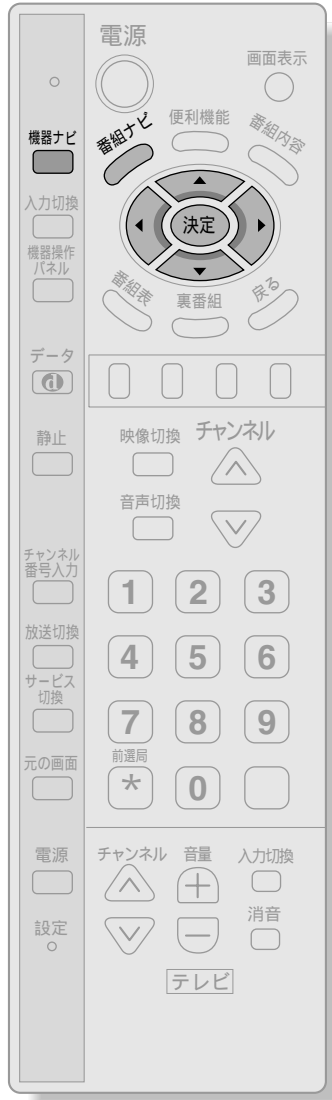 電源
画面表示
機器ナビ
番組ナビ
便利機能
番組内容
入力切換
決定
機器操作
パネル
番組表
裏番組
戻る
データ
d
静止
映像切換
チャンネル
音声切換
チャンネル
番号入力
1 2 3
放送切換
4 5 6
サービス
切換
7 8 9
元の画面
前選局
* 0
電源
チャンネル
音量
入力切換
+
設定
消音
−
テレビ